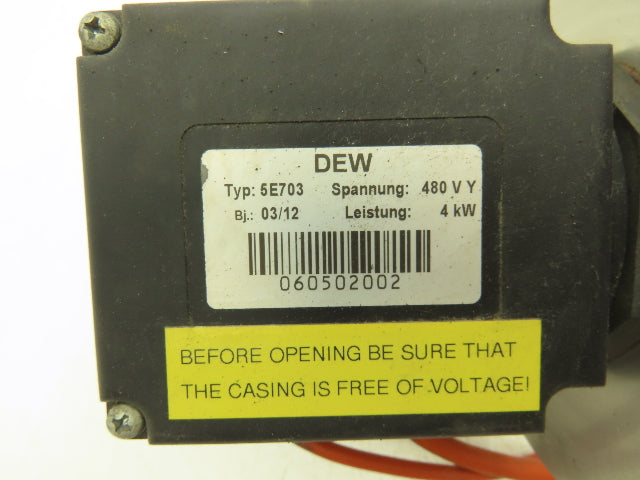 DEW
Typ: 5E703 Spannung: 480 V Y
Bj.: 03/12 Leistung: 4 kW
060502002
BEFORE OPENING BE SURE THAT
THE CASING IS FREE OF VOLTAGE!